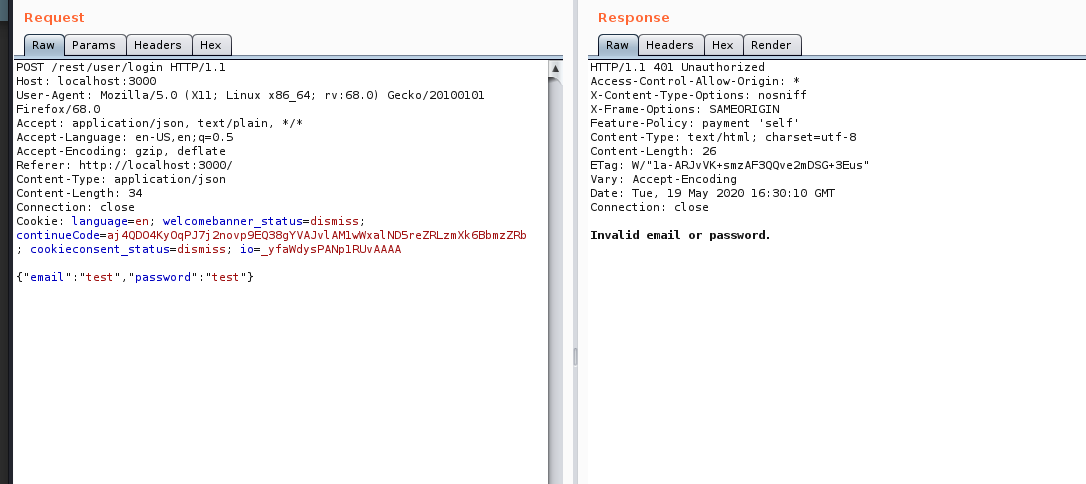 Request
Raw Params Headers Hex
POST /rest/user/login HTTP/1.1
Host: localhost:3000
User-Agent: Mozilla/5.0 (X11; Linux x86_64; rv:68.0) Gecko/20100101
Firefox/68.0
Accept: application/json, text/plain, */*
Accept-Language: en-US,en;q=0.5
Accept-Encoding: gzip, deflate
Referer: http://localhost:3000/
Content-Type: application/json
Content-Length: 34
Connection: close
Cookie: language=en; welcomebanner_status=dismiss;
continueCode=aj4QDO4KyOqPJ7j2novp9EQ38gYVAJvlAM1wWxalND5reZRLzmXk6BbmzZRb
; cookieconsent_status=dismiss; io=_yfaWdysPANp1RUvAAAA
{"email":"test","password":"test"}
Response
Raw Headers Hex Render
HTTP/1.1 401 Unauthorized
Access-Control-Allow-Origin: *
X-Content-Type-Options: nosniff
X-Frame-Options: SAMEORIGIN
Feature-Policy: payment 'self'
Content-Type: text/html; charset=utf-8
Content-Length: 26
ETag: W/"1a-ARJvVK+smzAF3QQve2mDSG+3Eus"
Vary: Accept-Encoding
Date: Tue, 19 May 2020 16:30:10 GMT
Connection: close
Invalid email or password.